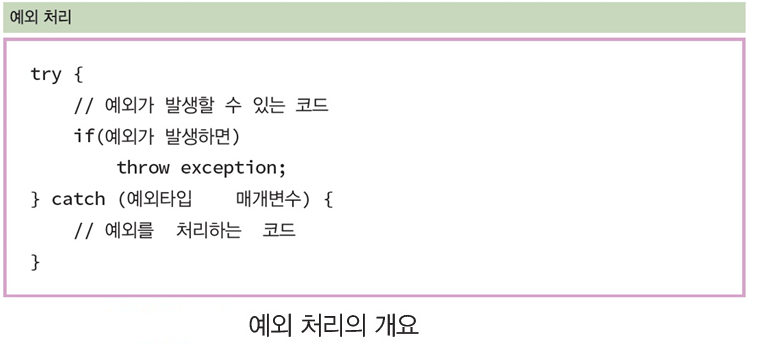 예외 처리
try {
// 예외가 발생할 수 있는 코드
if(예외가 발생하면)
throw exception;
} catch (예외타입 매개변수) {
// 예외를 처리하는 코드
}
예외 처리의 개요